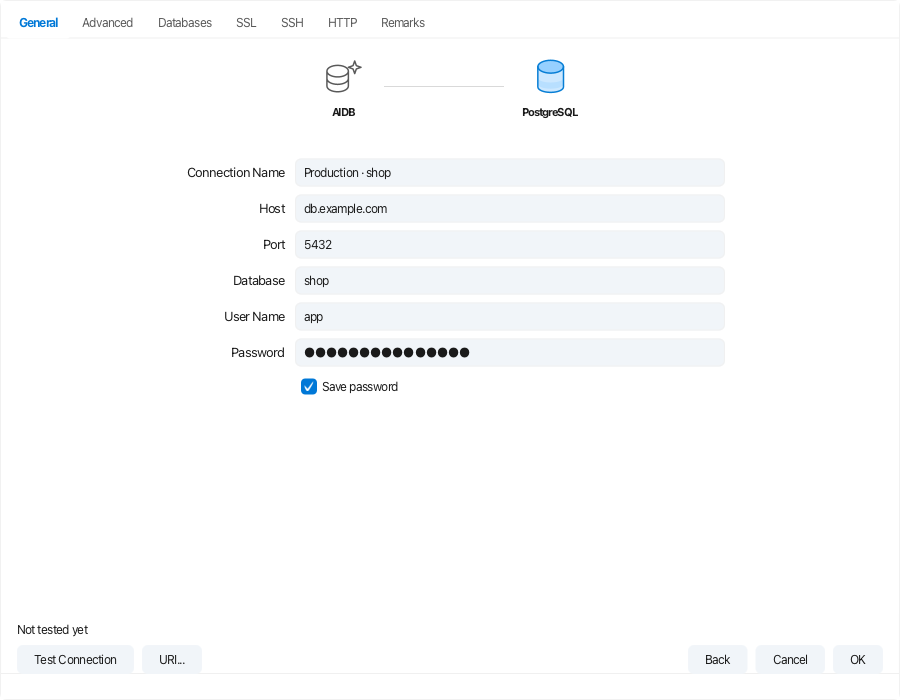 General Advanced Databases SSL SSH HTTP Remarks
AIDB PostgreSQL
Connection Name Production · shop
Host db.example.com
Port 5432
Database shop
User Name app
Password ●●●●●●●●●●●●●●●
Save password
Not tested yet
Test Connection URI... Back Cancel OK